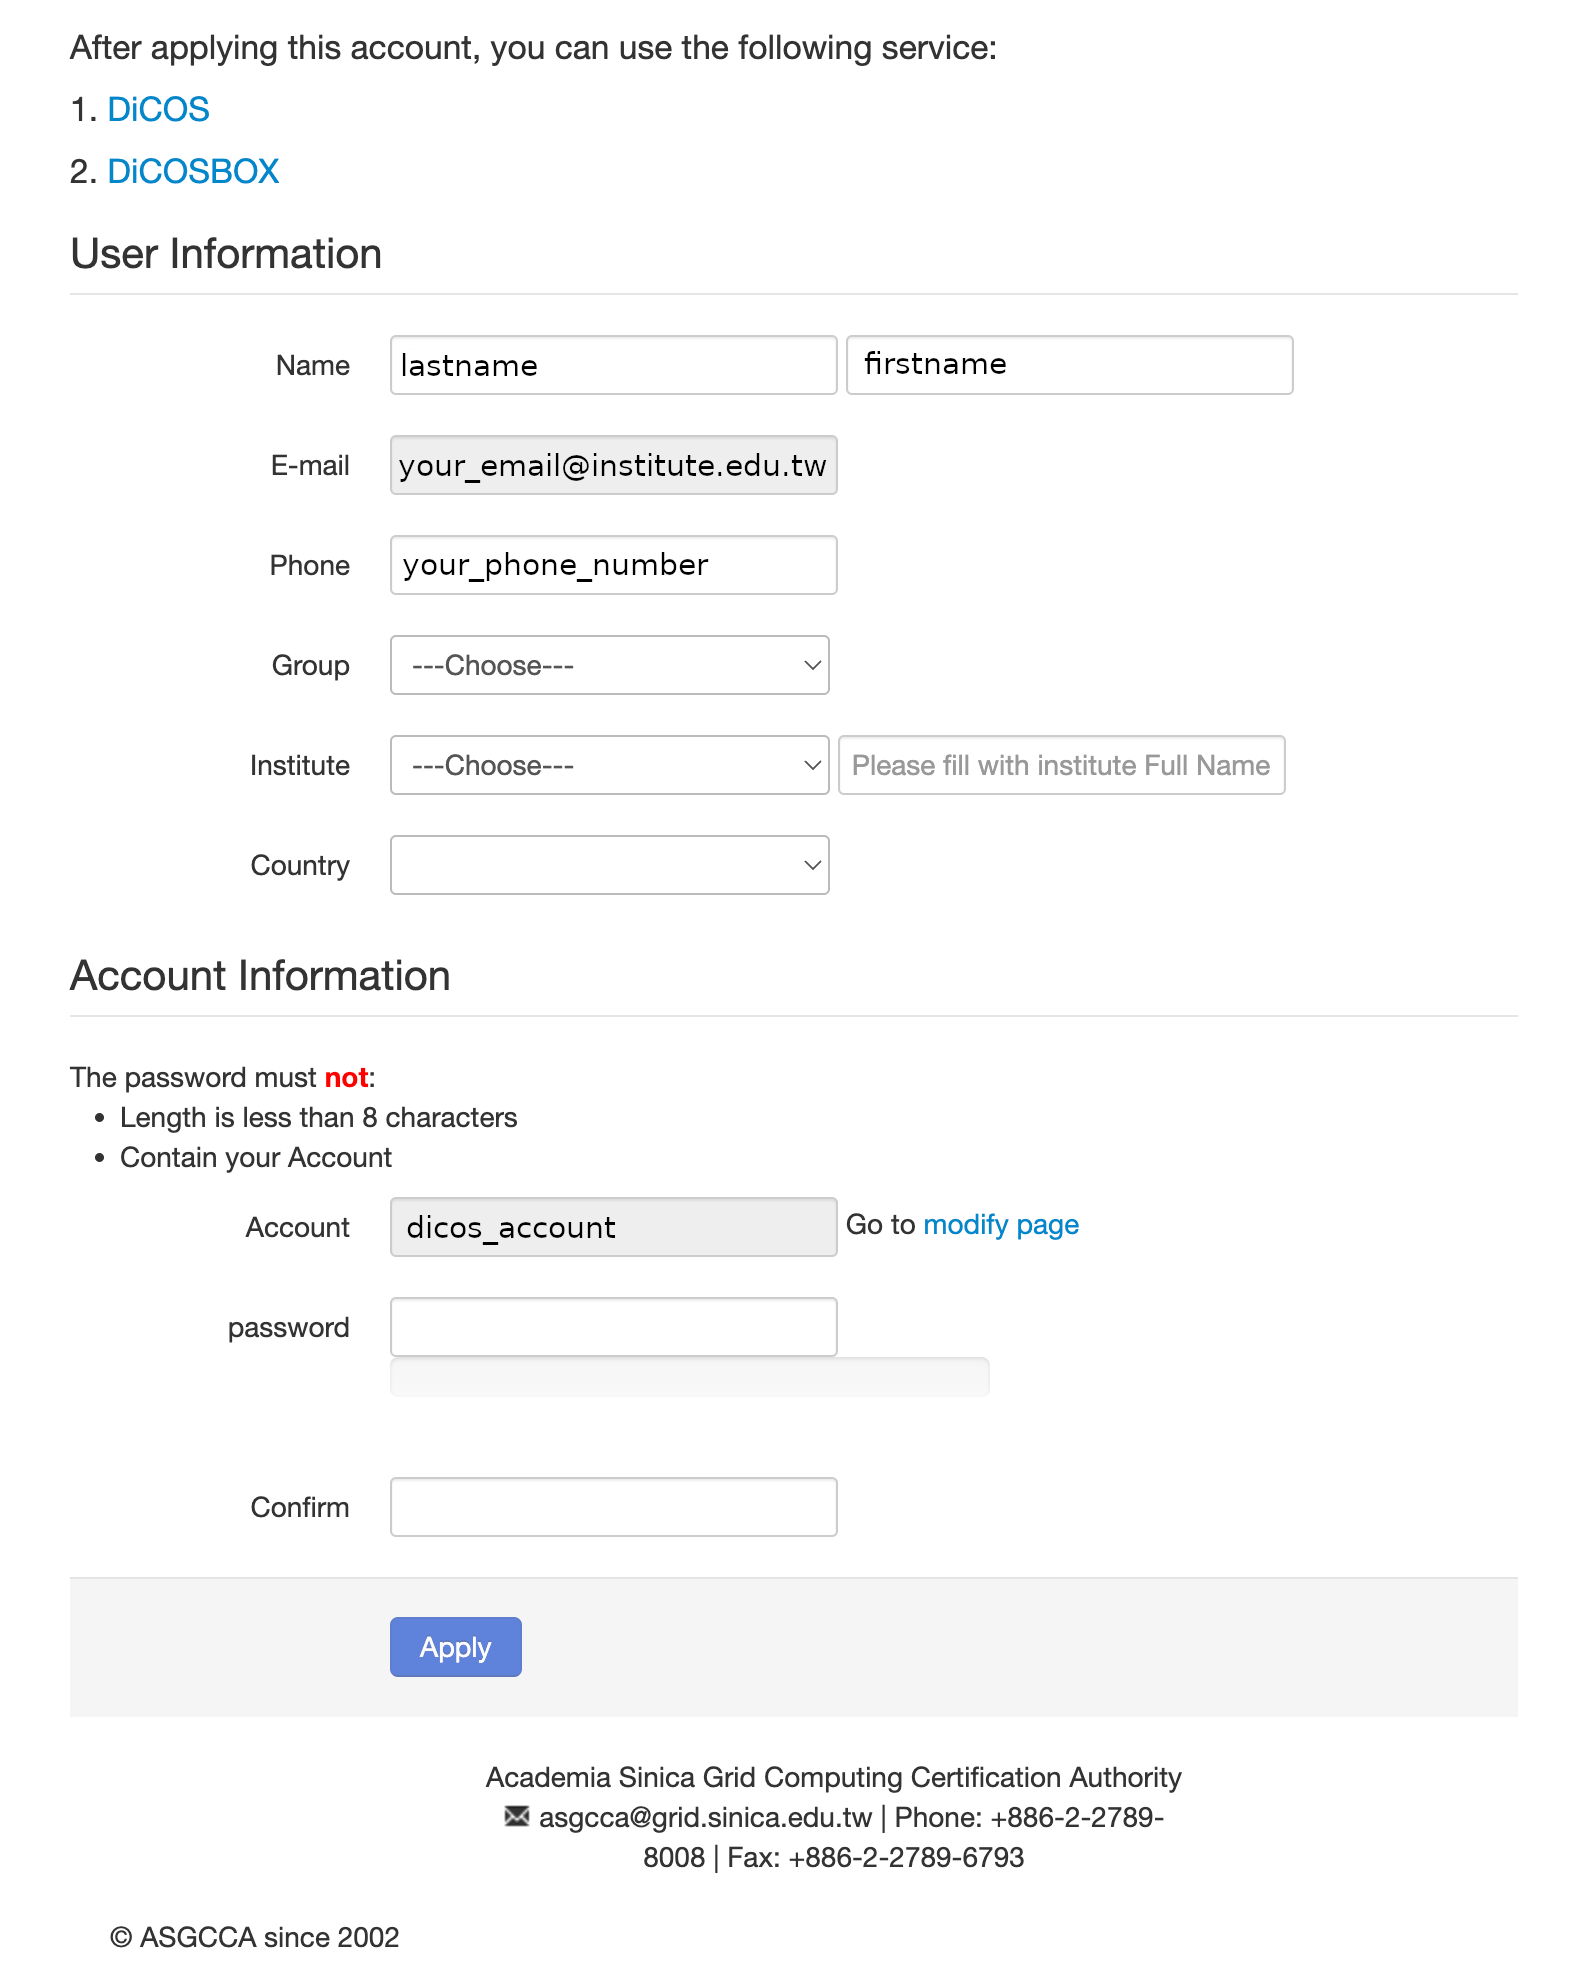 After applying this account, you can use the following service:
1. DiCOS
2. DiCOSBOX
User Information
Name lastname firstname
E-mail your_email@institute.edu.tw
Phone your_phone_number
Group ---Choose---
Institute ---Choose--- Please fill with institute Full Name
Country
Account Information
The password must not:
• Length is less than 8 characters
• Contain your Account
Account dicos_account Go to modify page
password
Confirm
Apply
Academia Sinica Grid Computing Certification Authority
asgcca@grid.sinica.edu.tw | Phone: +886-2-2789-
8008 | Fax: +886-2-2789-6793
© ASGCCA since 2002